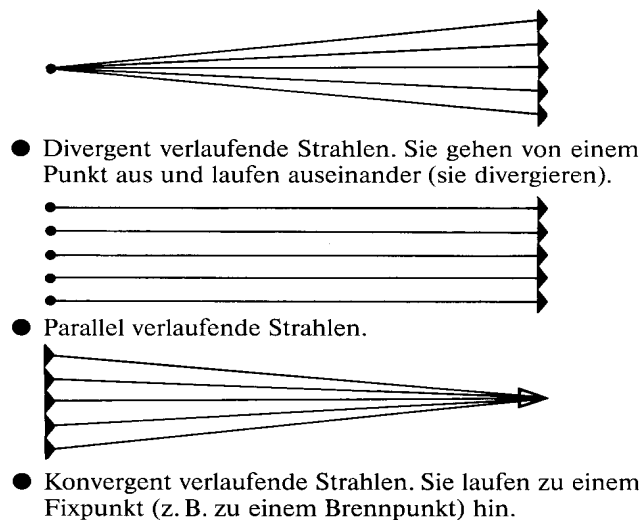 ● Divergent verlaufende Strahlen. Sie gehen von einem
Punkt aus und laufen auseinander (sie divergieren).
● Parallel verlaufende Strahlen.
● Konvergent verlaufende Strahlen. Sie laufen zu einem
Fixpunkt (z. B. zu einem Brennpunkt) hin.